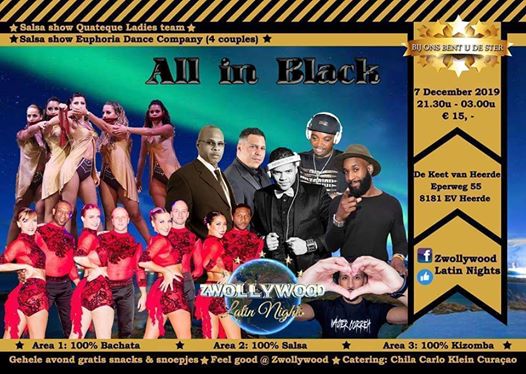 ★Salsa show Quateque Ladies team★
★Salsa show Euphoria Dance Company (4 couples)★
All in Black
BIJ ONS BENT U DE STER
7 December 2019
21.30u - 03.00u
€ 15, -
De Keet van Heerde
Eperweg 55
8181 EV Heerde
Zwollywood
Latin Nights
ZWOLLYWOOD
Latin Nights
★ Area 1: 100% Bachata ★ Area 2: 100% Salsa ★ Area 3: 100% Kizomba ★
Gehele avond gratis snacks & snoepjes★Feel good @ Zwollywood★Catering: Chila Carlo Klein Curaçao